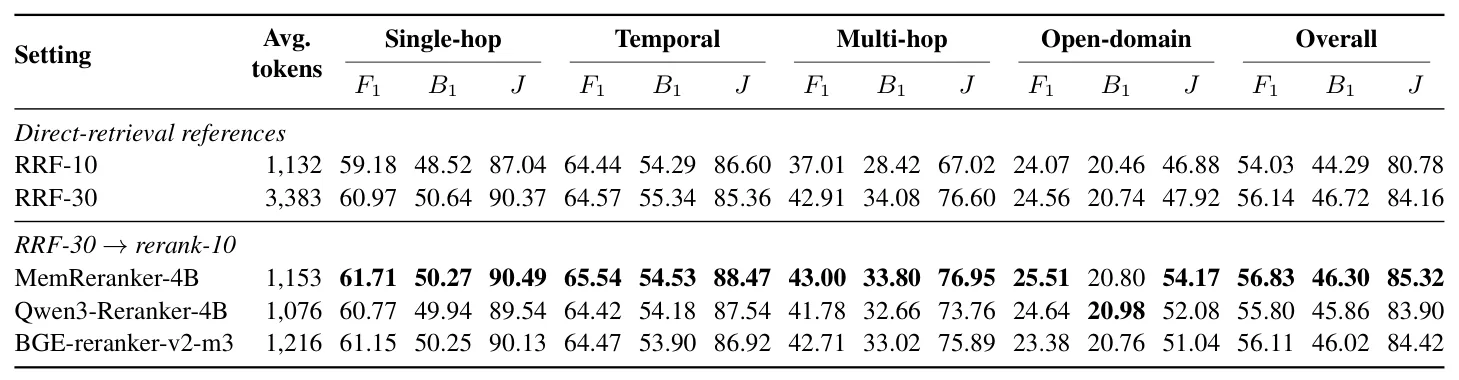 Setting Avg. tokens Single-hop Temporal Multi-hop Open-domain Overall
F1 B1 J F1 B1 J F1 B1 J F1 B1 J F1 B1 J
Direct-retrieval references
RRF-10 1,132 59.18 48.52 87.04 64.44 54.29 86.60 37.01 28.42 67.02 24.07 20.46 46.88 54.03 44.29 80.78
RRF-30 3,383 60.97 50.64 90.37 64.57 55.34 85.36 42.91 34.08 76.60 24.56 20.74 47.92 56.14 46.72 84.16
RRF-30 → rerank-10
MemReranker-4B 1,153 61.71 50.27 90.49 65.54 54.53 88.47 43.00 33.80 76.95 25.51 20.80 54.17 56.83 46.30 85.32
Qwen3-Reranker-4B 1,076 60.77 49.94 89.54 64.42 54.18 87.54 41.78 32.66 73.76 24.64 20.98 52.08 55.80 45.86 83.90
BGE-reranker-v2-m3 1,216 61.15 50.25 90.13 64.47 53.90 86.92 42.71 33.02 75.89 23.38 20.76 51.04 56.11 46.02 84.42